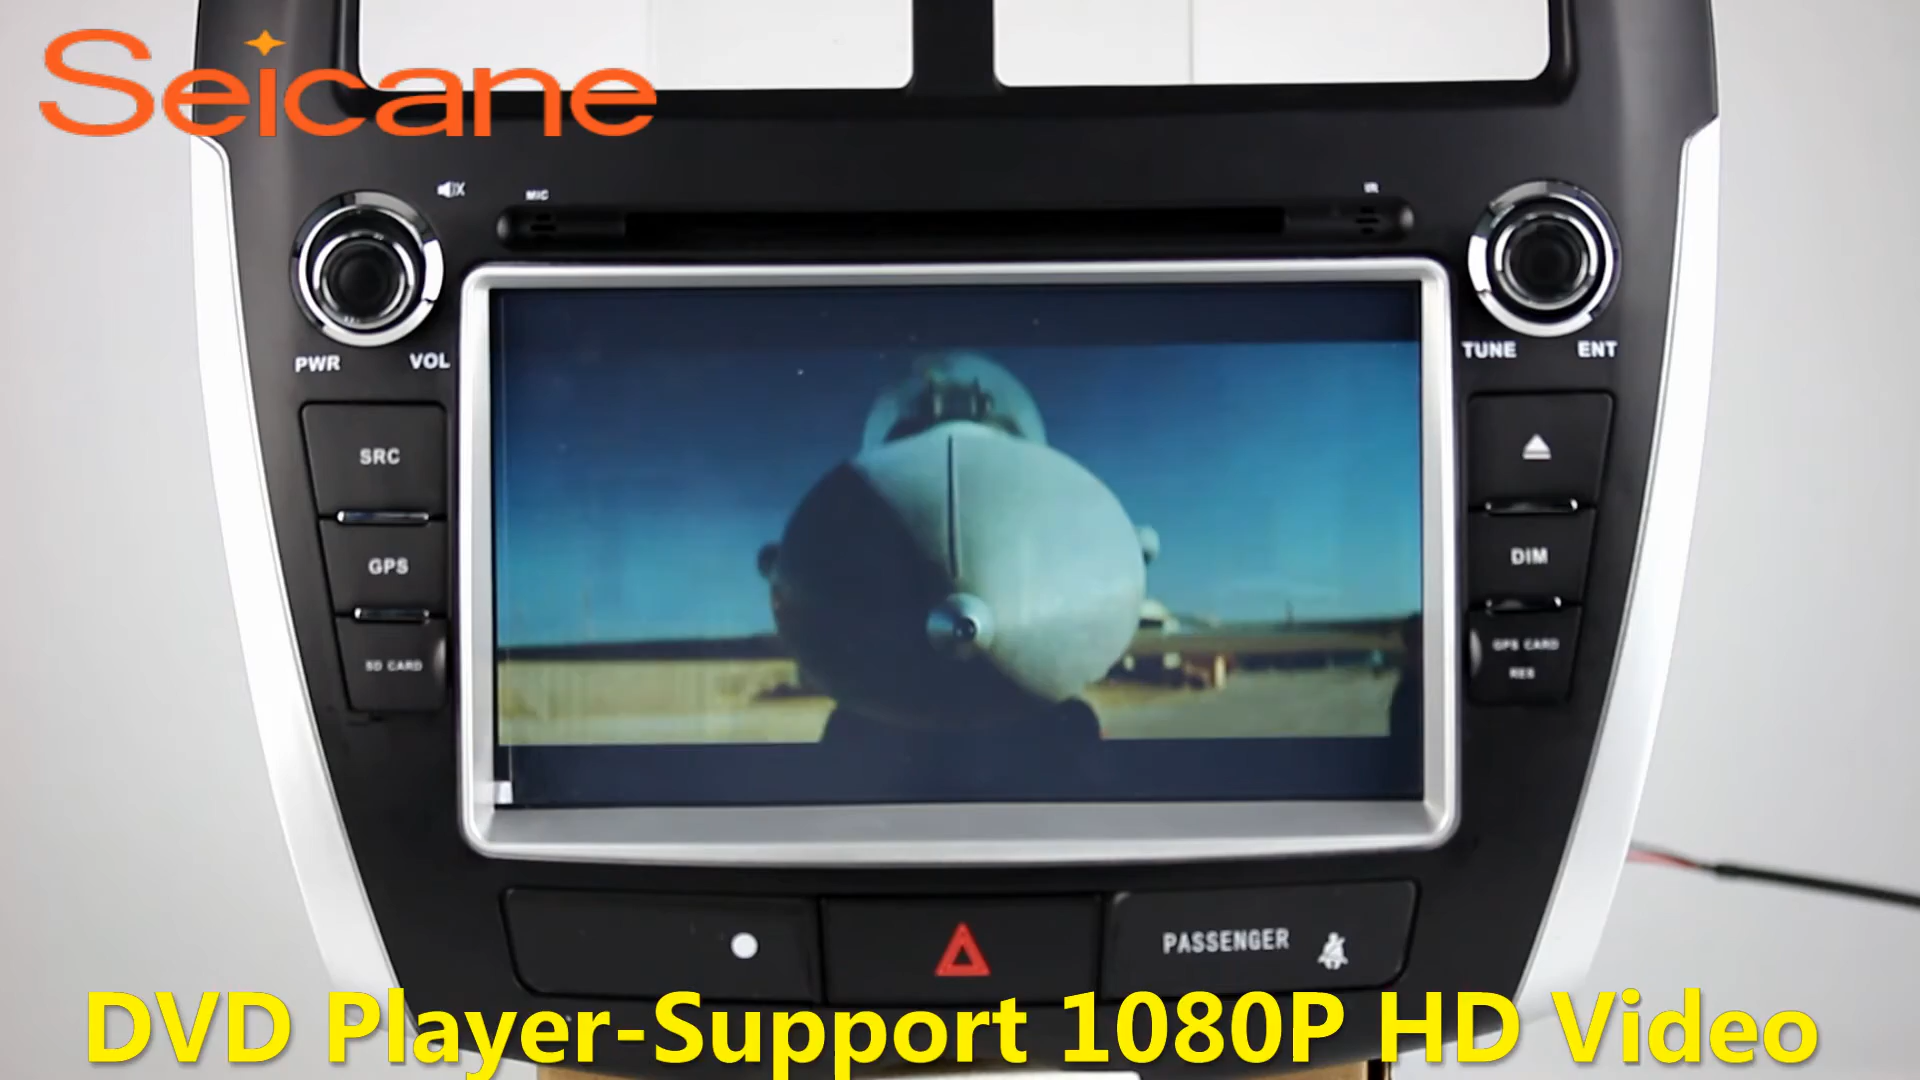 Seicane
MIC
IR
PWR VOL
TUNE ENT
SRC
GPS
DIM
SD CARD
GPS CARD
RES
PASSENGER
DVD Player-Support 1080P HD Video